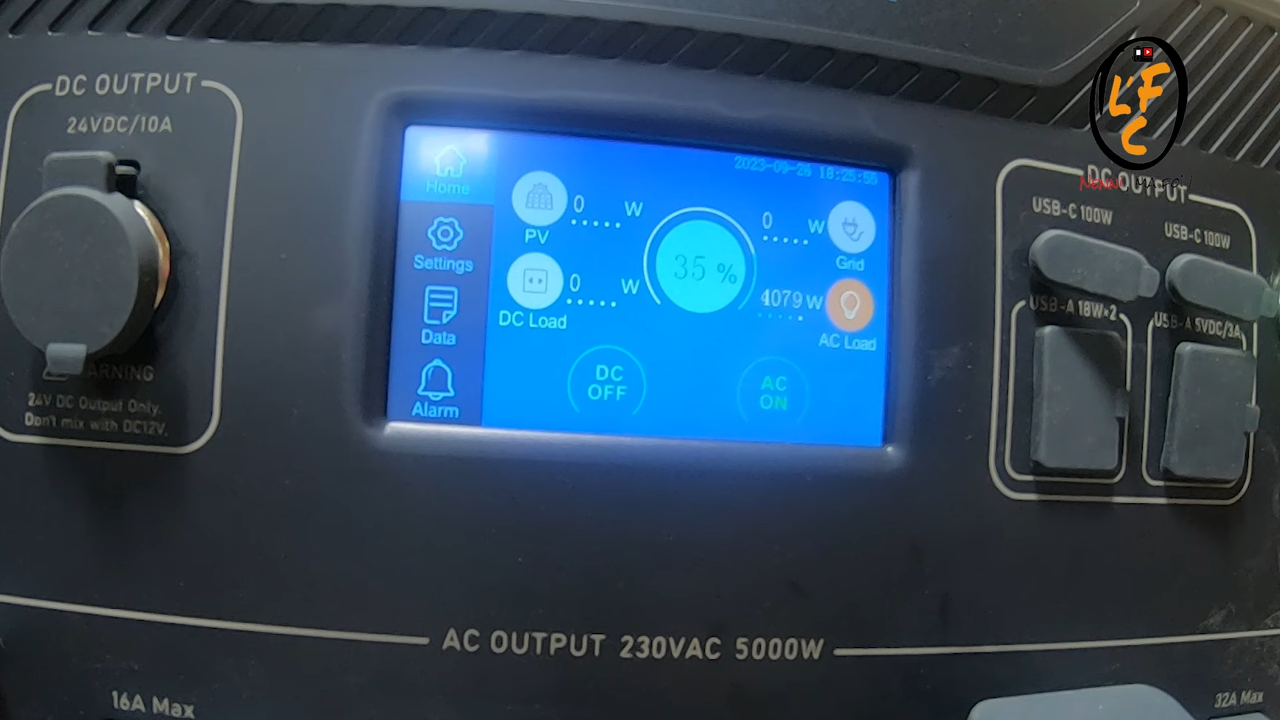 DC OUTPUT
24VDC/10A
24V DC Output Only.
Don't mix with DC12V.
Home
Settings
Data
Alarm
2023-09-26 18:25:55
0 W
PV
0 W
DC Load
35 %
0 W
Grid
4079 W
AC Load
DC
OFF
AC
ON
LFC
DC OUTPUT
USB-C 100W
USB-C 100W
USB-A 18W×2
USB-A 5VDC/3A
AC OUTPUT 230VAC 5000W
16A Max
32A Max